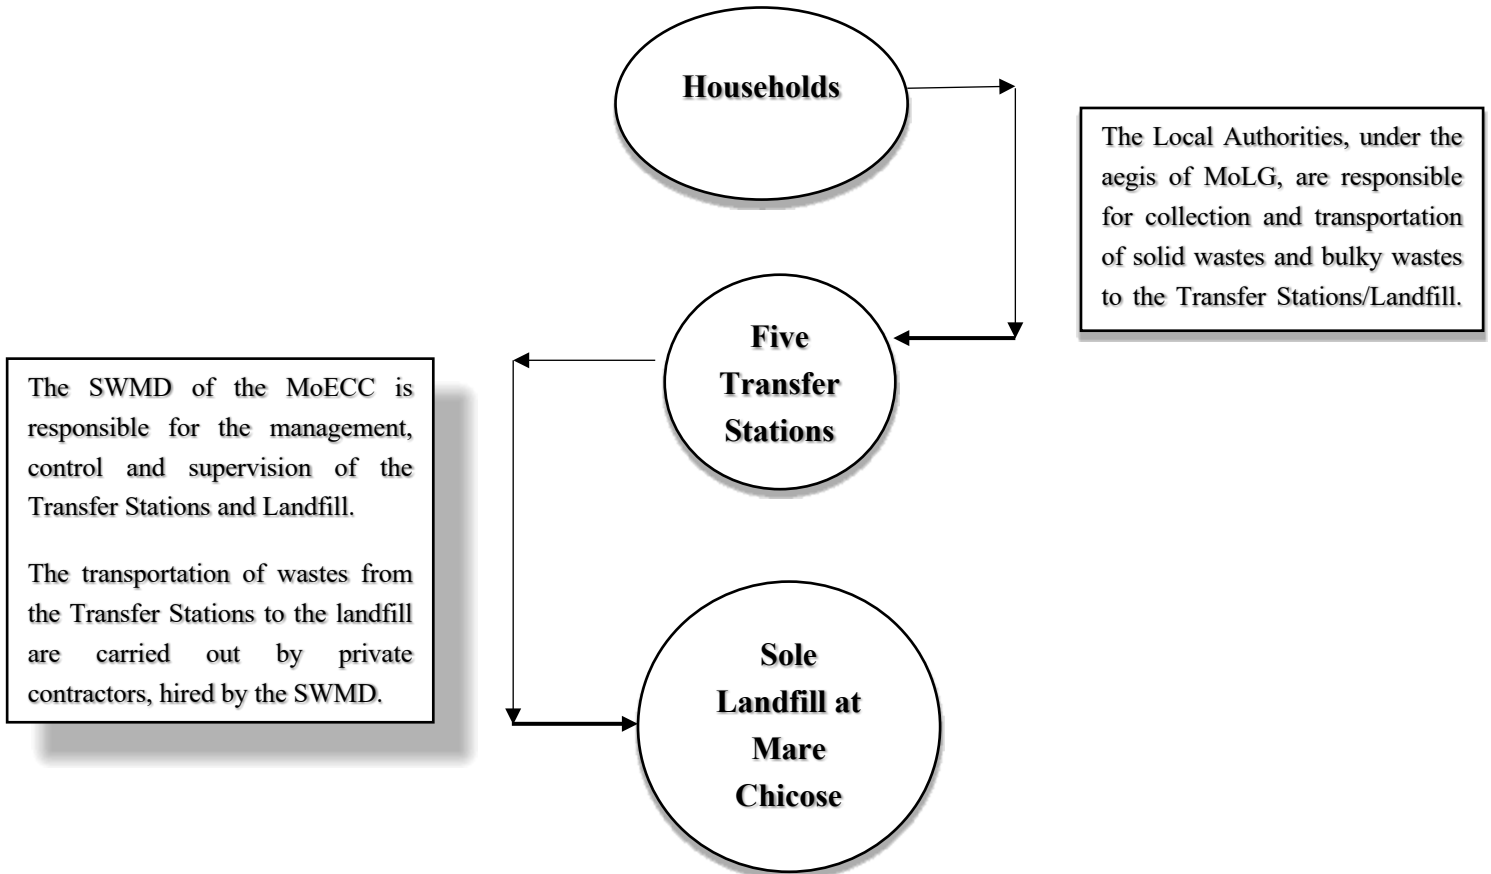 Households
The Local Authorities, under the
aegis of MoLG, are responsible
for collection and transportation
of solid wastes and bulky wastes
to the Transfer Stations/Landfill.
Five
Transfer
Stations
The SWMD of the MoECC is
responsible for the management,
control and supervision of the
Transfer Stations and Landfill.
The transportation of wastes from
the Transfer Stations to the landfill
are carried out by private
contractors, hired by the SWMD.
Sole
Landfill at
Mare
Chicose